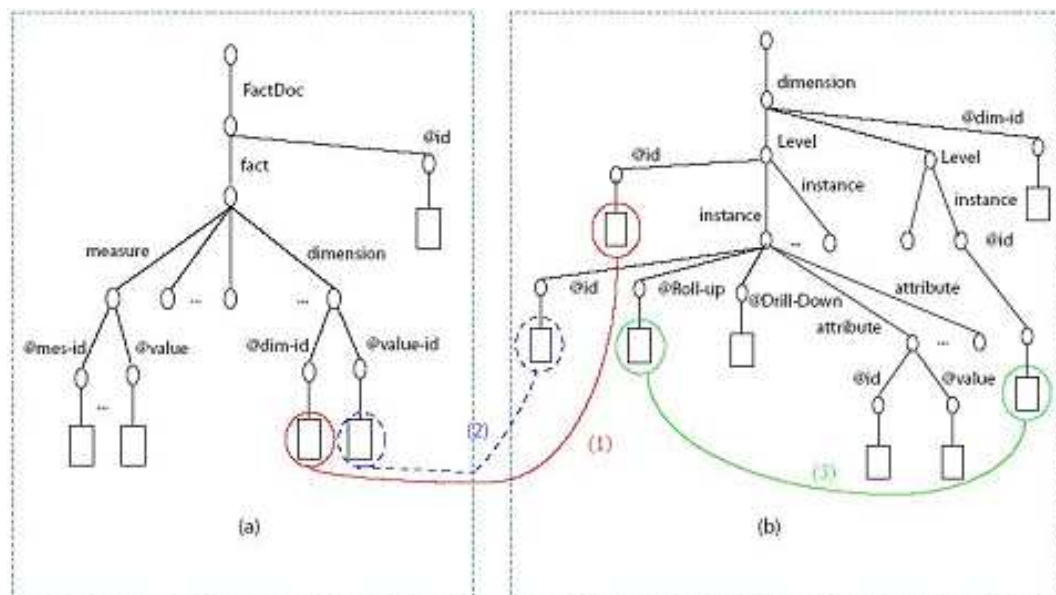 FactDoc
@id
fact
measure
dimension
...
...
@mes-id
@value
@dim-id
@value-id
...
(a)
dimension
@dim-id
Level
Level
@id
instance
instance
instance
...
@id
@id
@Roll-up
@Drill-Down
attribute
attribute
...
@id
@value
(2)
(1)
(3)
(b)